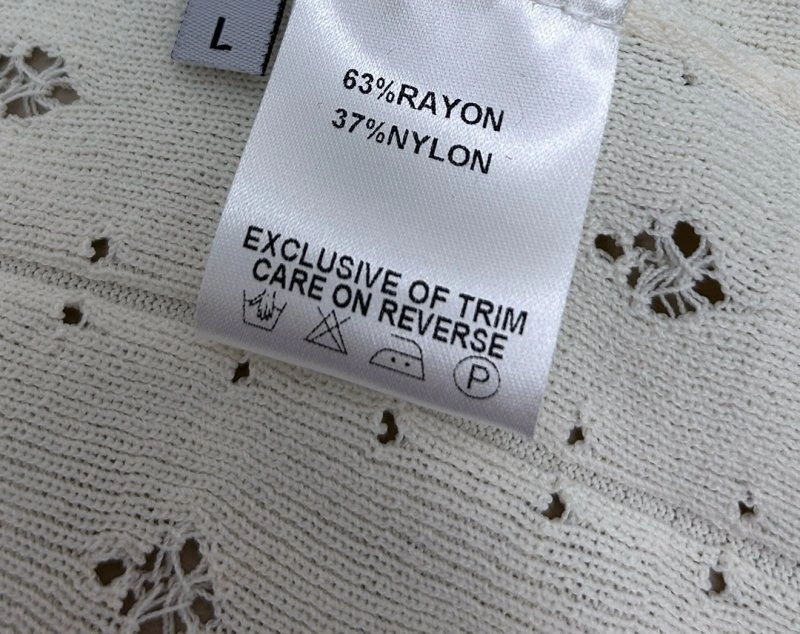 L
63%RAYON
37%NYLON
EXCLUSIVE OF TRIM
CARE ON REVERSE
P